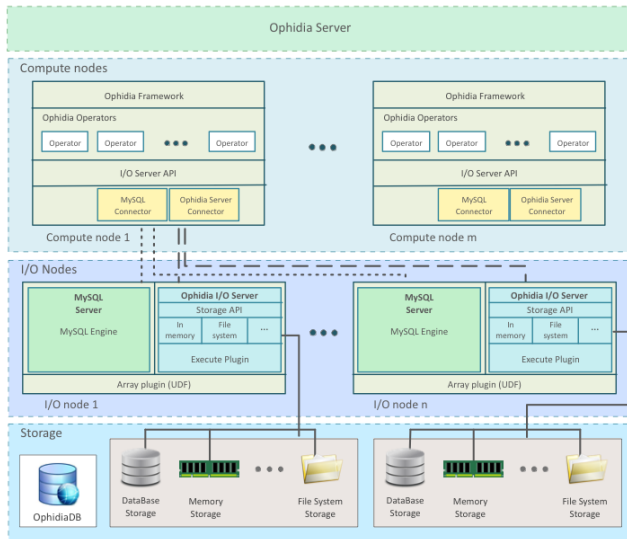 Ophidia Server
Compute nodes
Ophidia Framework
Ophidia Operators
Operator Operator Operator
I/O Server API
MySQL
Connector
Ophidia Server
Connector
Compute node 1
Ophidia Framework
Ophidia Operators
Operator Operator Operator
I/O Server API
MySQL
Connector
Ophidia Server
Connector
Compute node m
I/O Nodes
MySQL
Server
MySQL Engine
Ophidia I/O Server
Storage API
In
memory
File
system
...
Execute Plugin
Array plugin (UDF)
I/O node 1
MySQL
Server
MySQL Engine
Ophidia I/O Server
Storage API
In
memory
File
system
...
Execute Plugin
Array plugin (UDF)
I/O node n
Storage
OphidiaDB
DataBase
Storage
Memory
Storage
File System
Storage
DataBase
Storage
Memory
Storage
File System
Storage